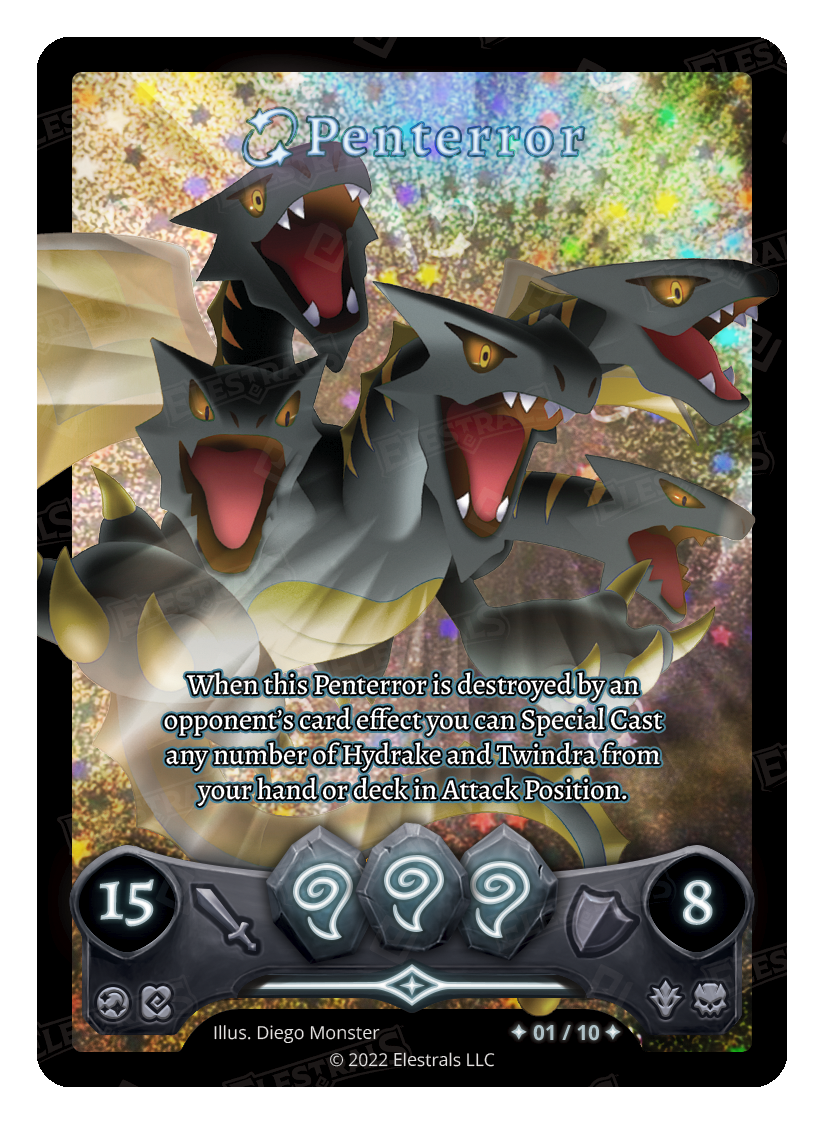 Penterror
When this Penterror is destroyed by an
opponent’s card effect you can Special Cast
any number of Hydrake and Twindra from
your hand or deck in Attack Position.
15
8
Illus. Diego Monster
01 / 10
© 2022 Elestrals LLC